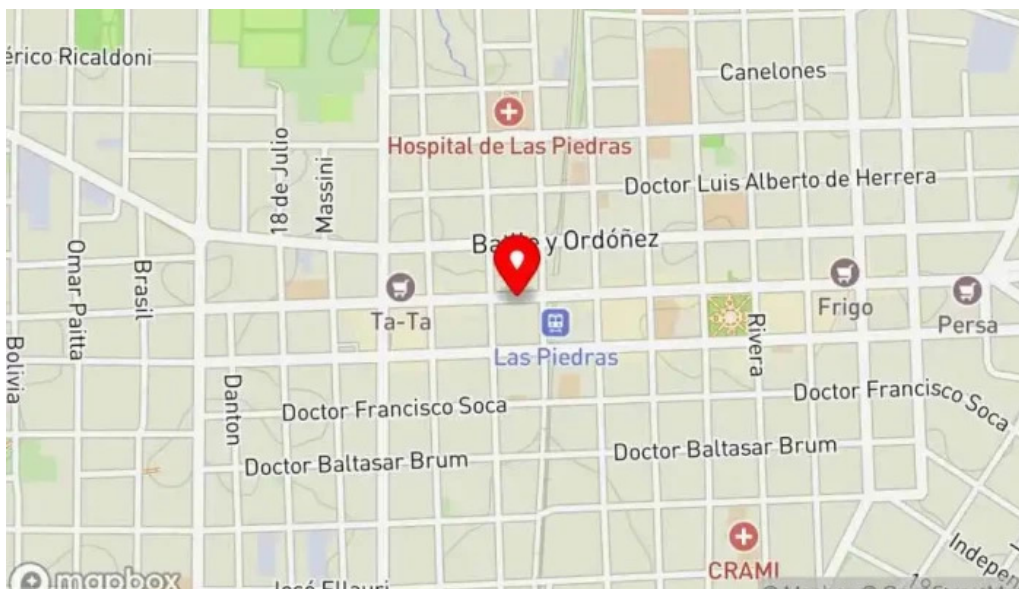 érico Ricaldoni
Canelones
Hospital de Las Piedras
18 de Julio
Massini
Doctor Luis Alberto de Herrera
y Ordóñez
Omar Paitta
Brasil
Ta-Ta
Frigo
Persa
Las Piedras
Rivera
Bolivia
Danton
Doctor Francisco Soca
Doctor Francisco Soca
Doctor Baltasar Brum
Doctor Baltasar Brum
CRAMI
Indepen
mapbox
José Ellauri